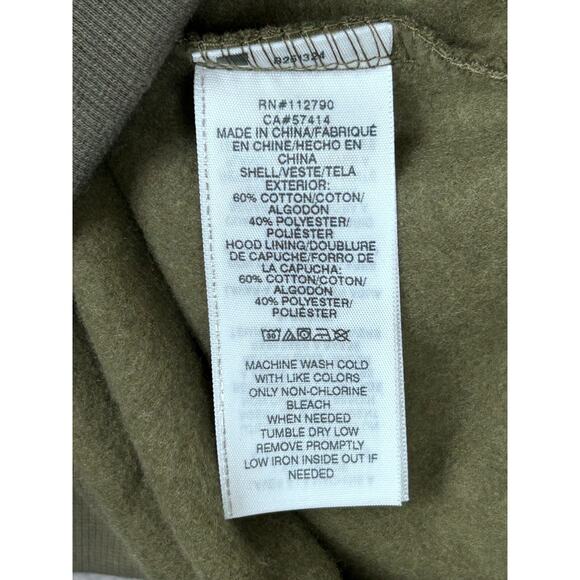 RN#112790
CA#57414
MADE IN CHINA/FABRIQUÉ
EN CHINE/HECHO EN
CHINA
SHELL/VESTE/TELA
EXTERIOR:
60% COTTON/COTON/
ALGODÓN
40% POLYESTER/
POLIÉSTER
HOOD LINING/DOUBLURE
DE CAPUCHE/FORRO DE
LA CAPUCHA:
60% COTTON/COTON/
ALGODÓN
40% POLYESTER/
POLIÉSTER
30
MACHINE WASH COLD
WITH LIKE COLORS
ONLY NON-CHLORINE
BLEACH
WHEN NEEDED
TUMBLE DRY LOW
REMOVE PROMPTLY
LOW IRON INSIDE OUT IF
NEEDED